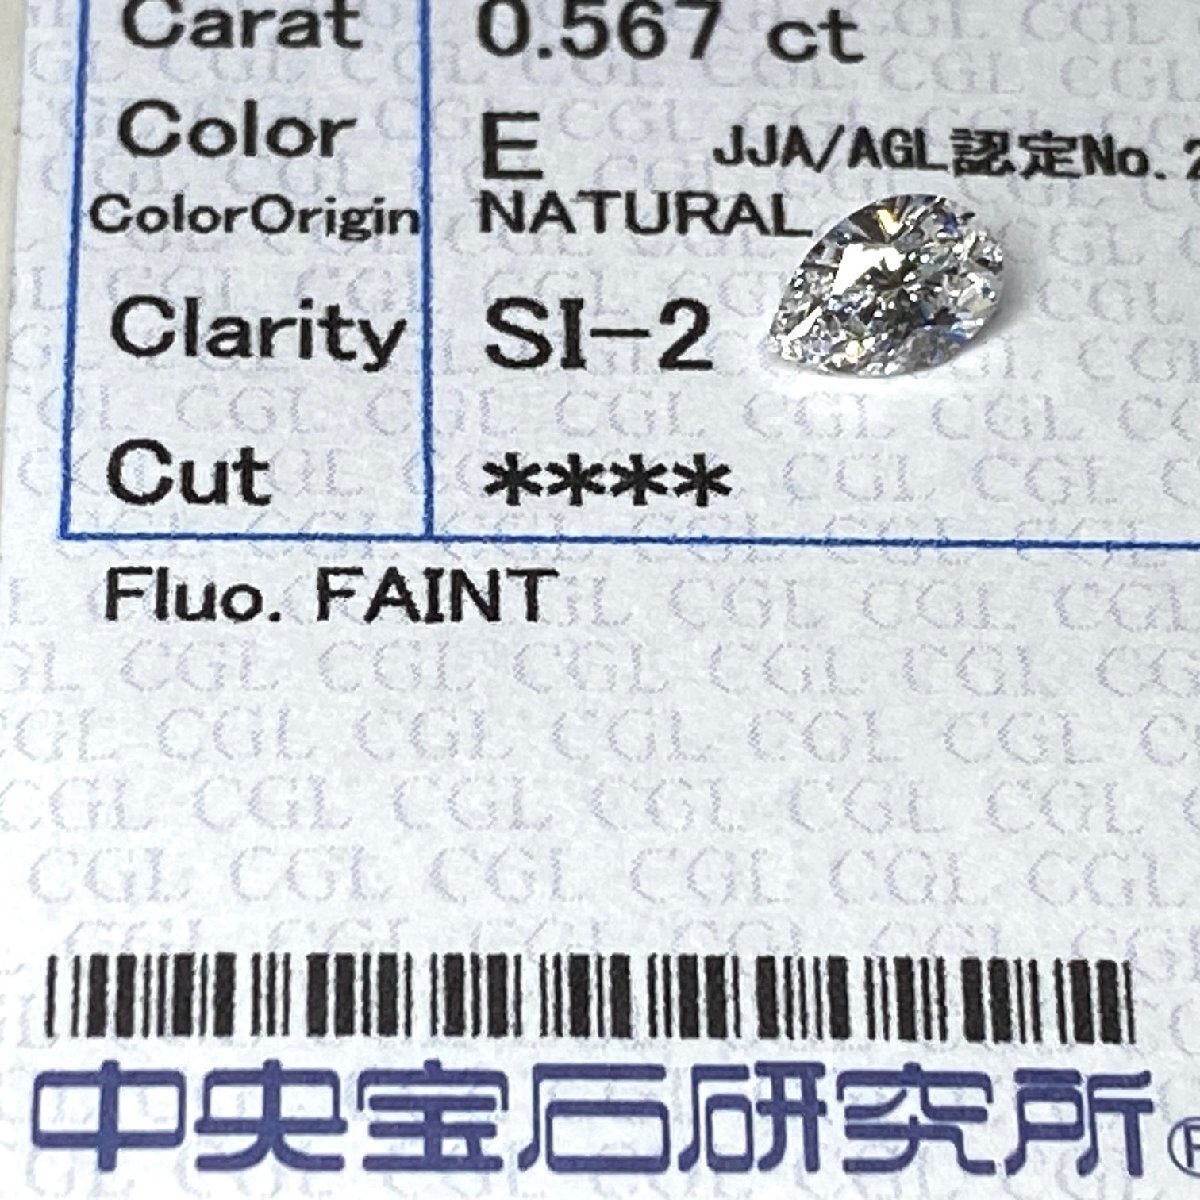 Carat 0.567 ct
Color E JJA/AGL認定No. 2
ColorOrigin NATURAL
Clarity SI-2
Cut ****
Fluo. FAINT
中央宝石研究所®